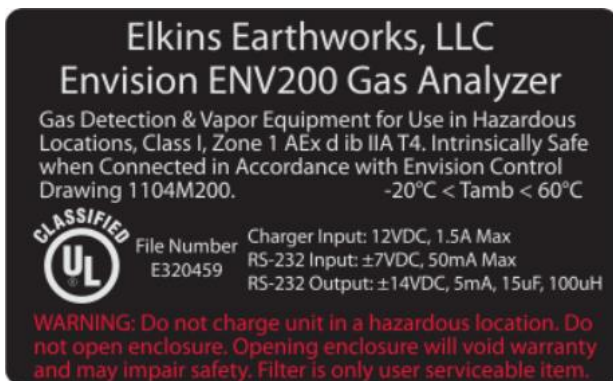 Elkins Earthworks, LLC
Envision ENV200 Gas Analyzer
Gas Detection & Vapor Equipment for Use in Hazardous
Locations, Class I, Zone 1 AEx d ib IIA T4. Intrinsically Safe
when Connected in Accordance with Envision Control
Drawing 1104M200. -20°C < Tamb < 60°C
CLASSIFIED
UL
®
File Number
E320459
Charger Input: 12VDC, 1.5A Max
RS-232 Input: ±7VDC, 50mA Max
RS-232 Output: ±14VDC, 5mA, 15uF, 100uH
WARNING: Do not charge unit in a hazardous location. Do
not open enclosure. Opening enclosure will void warranty
and may impair safety. Filter is only user serviceable item.